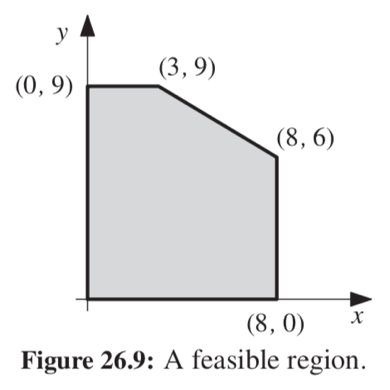 y
(3, 9)
(0, 9)
(8, 6)
(8, 0)
x
Figure 26.9: A feasible region.